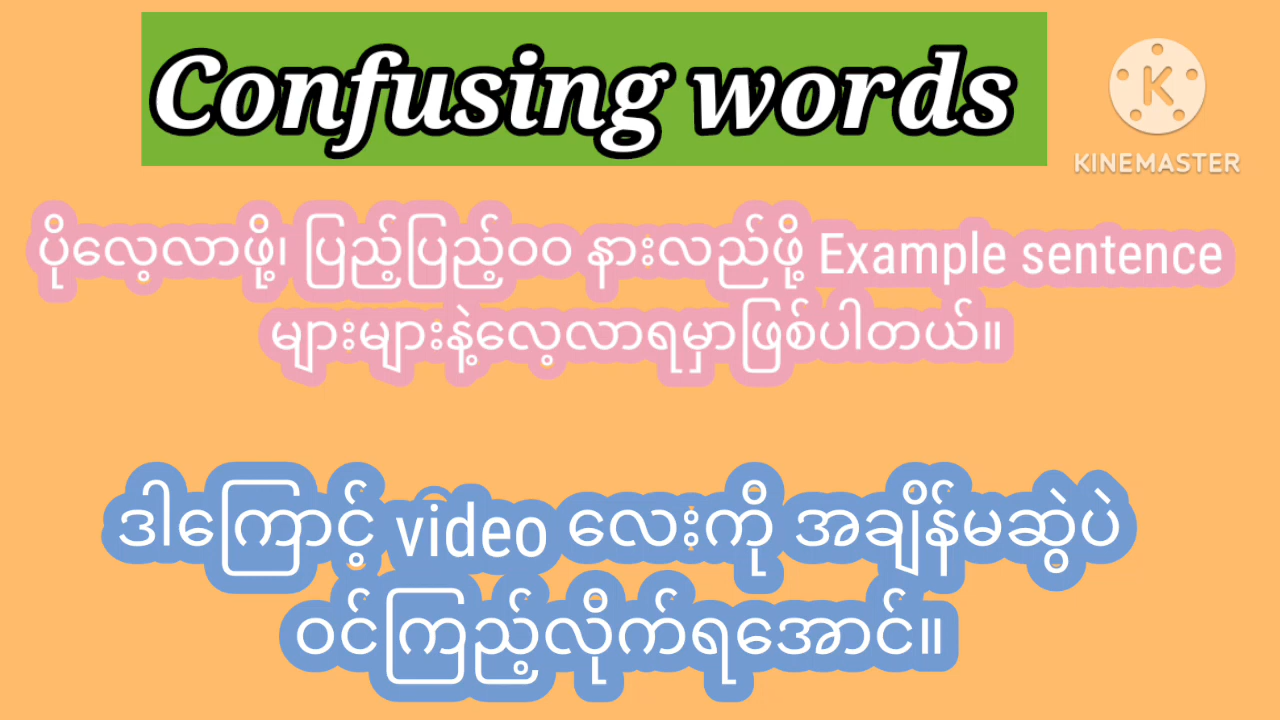 Confusing words
KINEMASTER
ပိုလေ့လာဖို့၊ ပြည့်ပြည့်ဝဝ နားလည်ဖို့ Example sentence
များများနဲ့လေ့လာရမှာဖြစ်ပါတယ်။
ဒါကြောင့် video လေးကို အချိန်မဆွဲပဲ
ဝင်ကြည့်လိုက်ရအောင်။